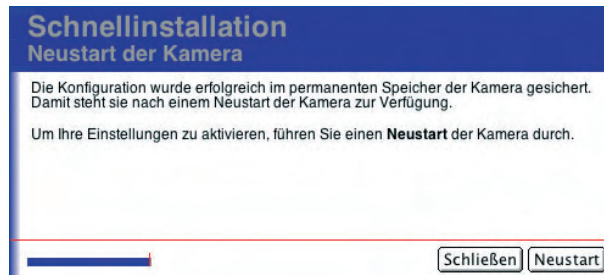 Schnellinstallation
Neustart der Kamera
Die Konfiguration wurde erfolgreich im permanenten Speicher der Kamera gesichert.
Damit steht sie nach einem Neustart der Kamera zur Verfügung.
Um Ihre Einstellungen zu aktivieren, führen Sie einen Neustart der Kamera durch.
Schließen Neustart